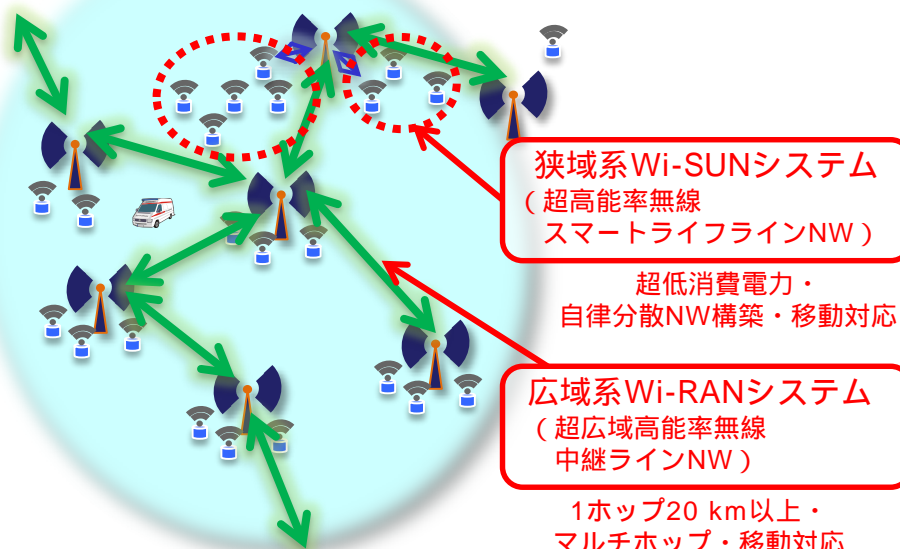 狭域系Wi-SUNシステム
（超高能率無線
スマートライフラインNW）
超低消費電力・
自律分散NW構築・移動対応
広域系Wi-RANシステム
（超広域高能率無線
中継ラインNW）
1ホップ20 km以上・
マルチホップ・移動対応